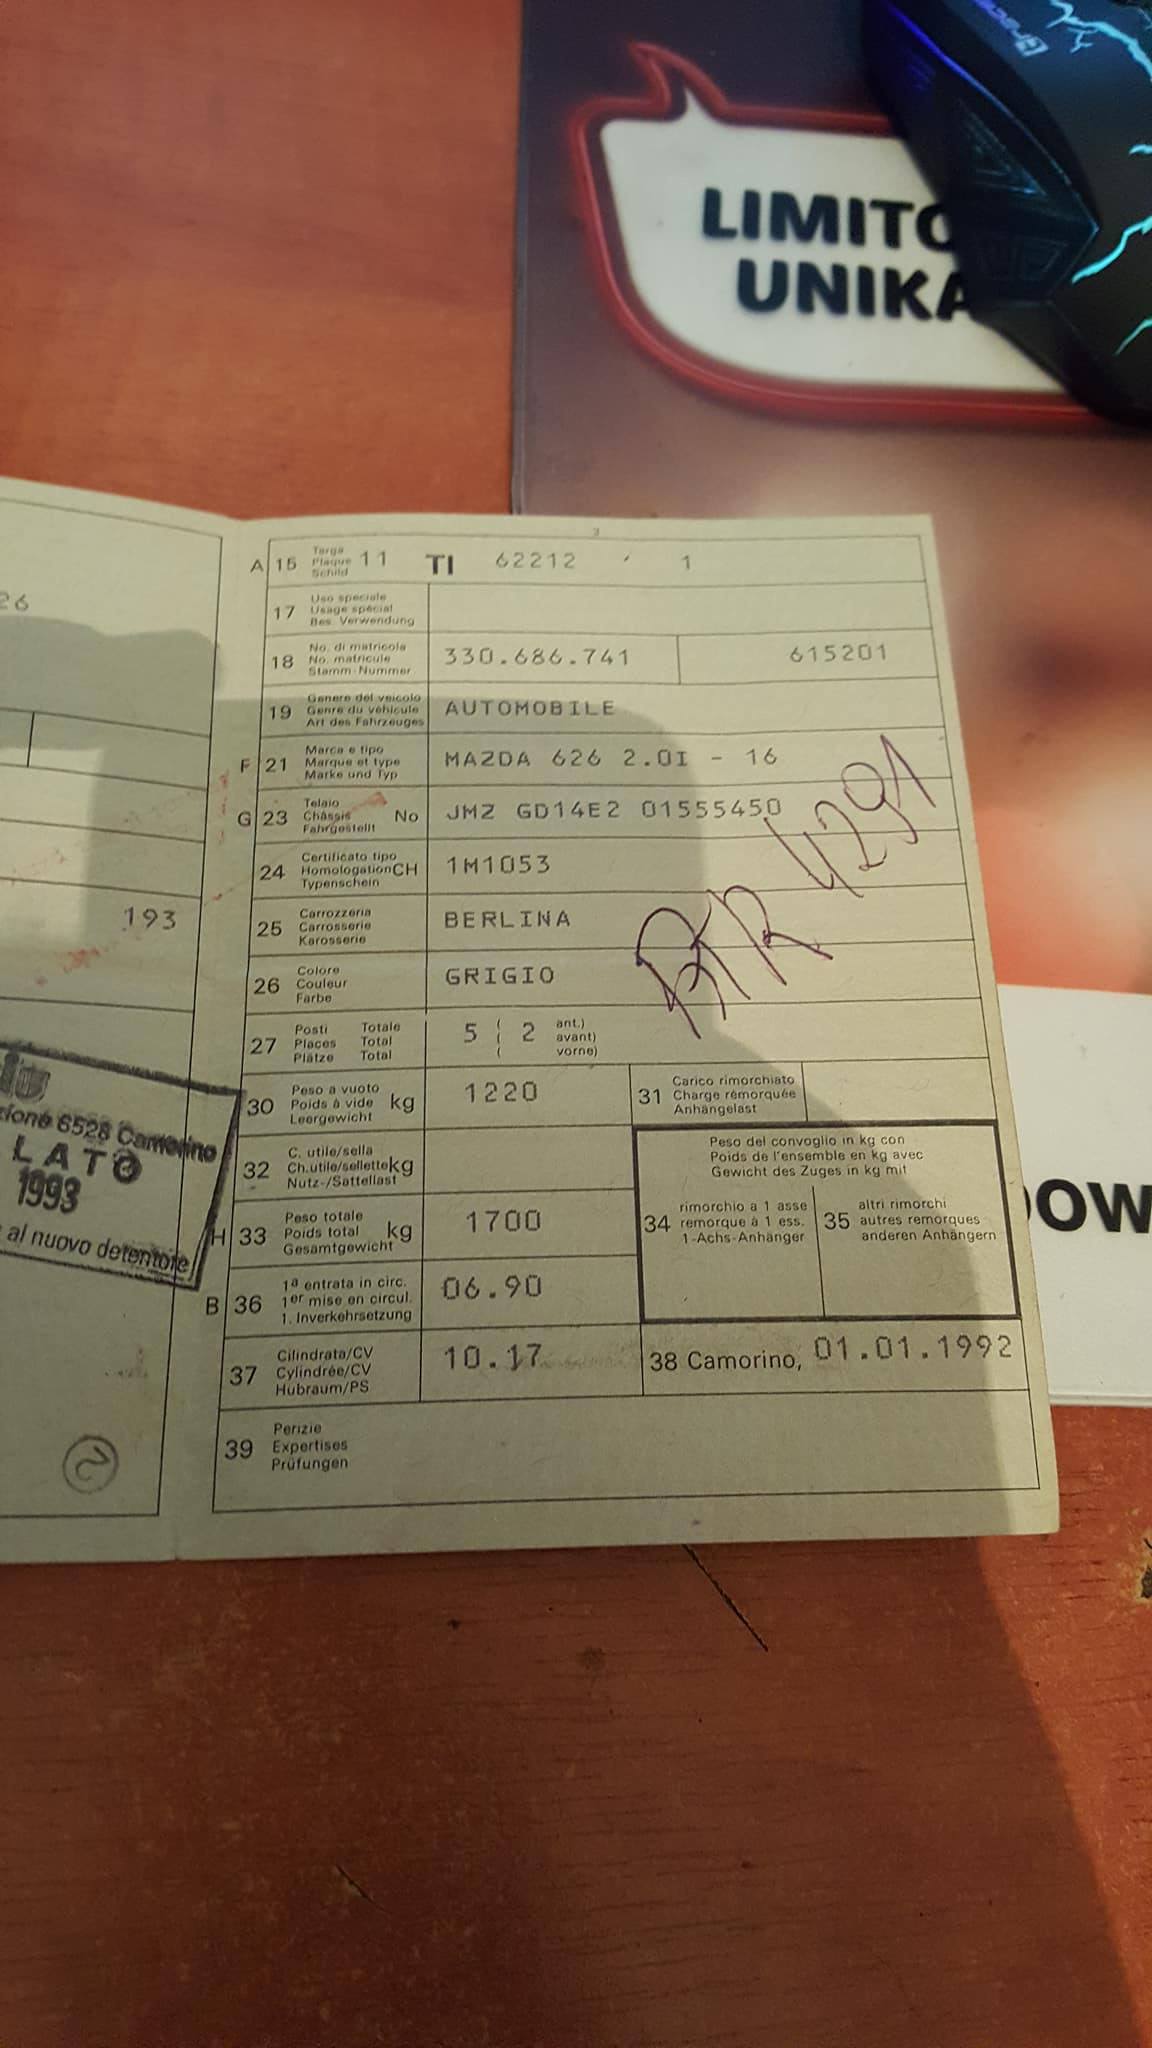 LIMITO
UNIKA
OW
26
193
zione 6528 Camorino
LATO
1993
al nuovo detentore
2
3
A 15 Targa Plaque Schild 11 TI 62212 ' 1
17 Uso speciale
Usage spécial
Bes. Verwendung
18 No. di matricola
No. matricule
Stamm-Nummer
330.686.741 615201
19 Genere del veicolo
Genre du véhicule
Art des Fahrzeuges
AUTOMOBILE
F 21 Marca e tipo
Marque et type
Marke und Typ
MAZDA 626 2.0I - 16
G 23 Telaio
Châssis No
Fahrgestellt
JMZ GD14E2 01555450
24 Certificato tipo
Homologation CH
Typenschein
1M1053
25 Carrozzeria
Carrosserie
Karosserie
BERLINA
26 Colore
Couleur
Farbe
GRIGIO
4291
27 Posti Totale
Places Total
Plätze Total
5 ( 2 ant.)
( avant)
( vorne)
30 Peso a vuoto
Poids à vide kg
Leergewicht
1220
31 Carico rimorchiato
Charge remorquée
Anhängelast
32 C. utile/sella
Ch.utile/sellette kg
Nutz-/Sattellast
Peso del convoglio in kg con
Poids de l'ensemble en kg avec
Gewicht des Zuges in kg mit
H 33 Peso totale
Poids total kg
Gesamtgewicht
1700
34 rimorchio a 1 asse
remorque à 1 ess.
1-Achs-Anhänger
35 altri rimorchi
autres remorques
anderen Anhängern
B 36 1a entrata in circ.
1er mise en circul.
1. Inverkehrsetzung
06.90
37 Cilindrata/CV
Cylindrée/CV
Hubraum/PS
10.17
38 Camorino, 01.01.1992
39 Perizie
Expertises
Prüfungen